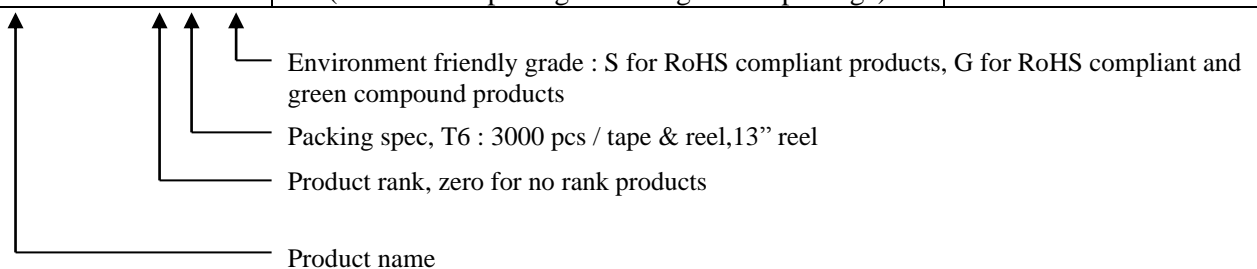 Environment friendly grade : S for RoHS compliant products, G for RoHS compliant and
green compound products
Packing spec, T6 : 3000 pcs / tape & reel,13” reel
Product rank, zero for no rank products
Product name